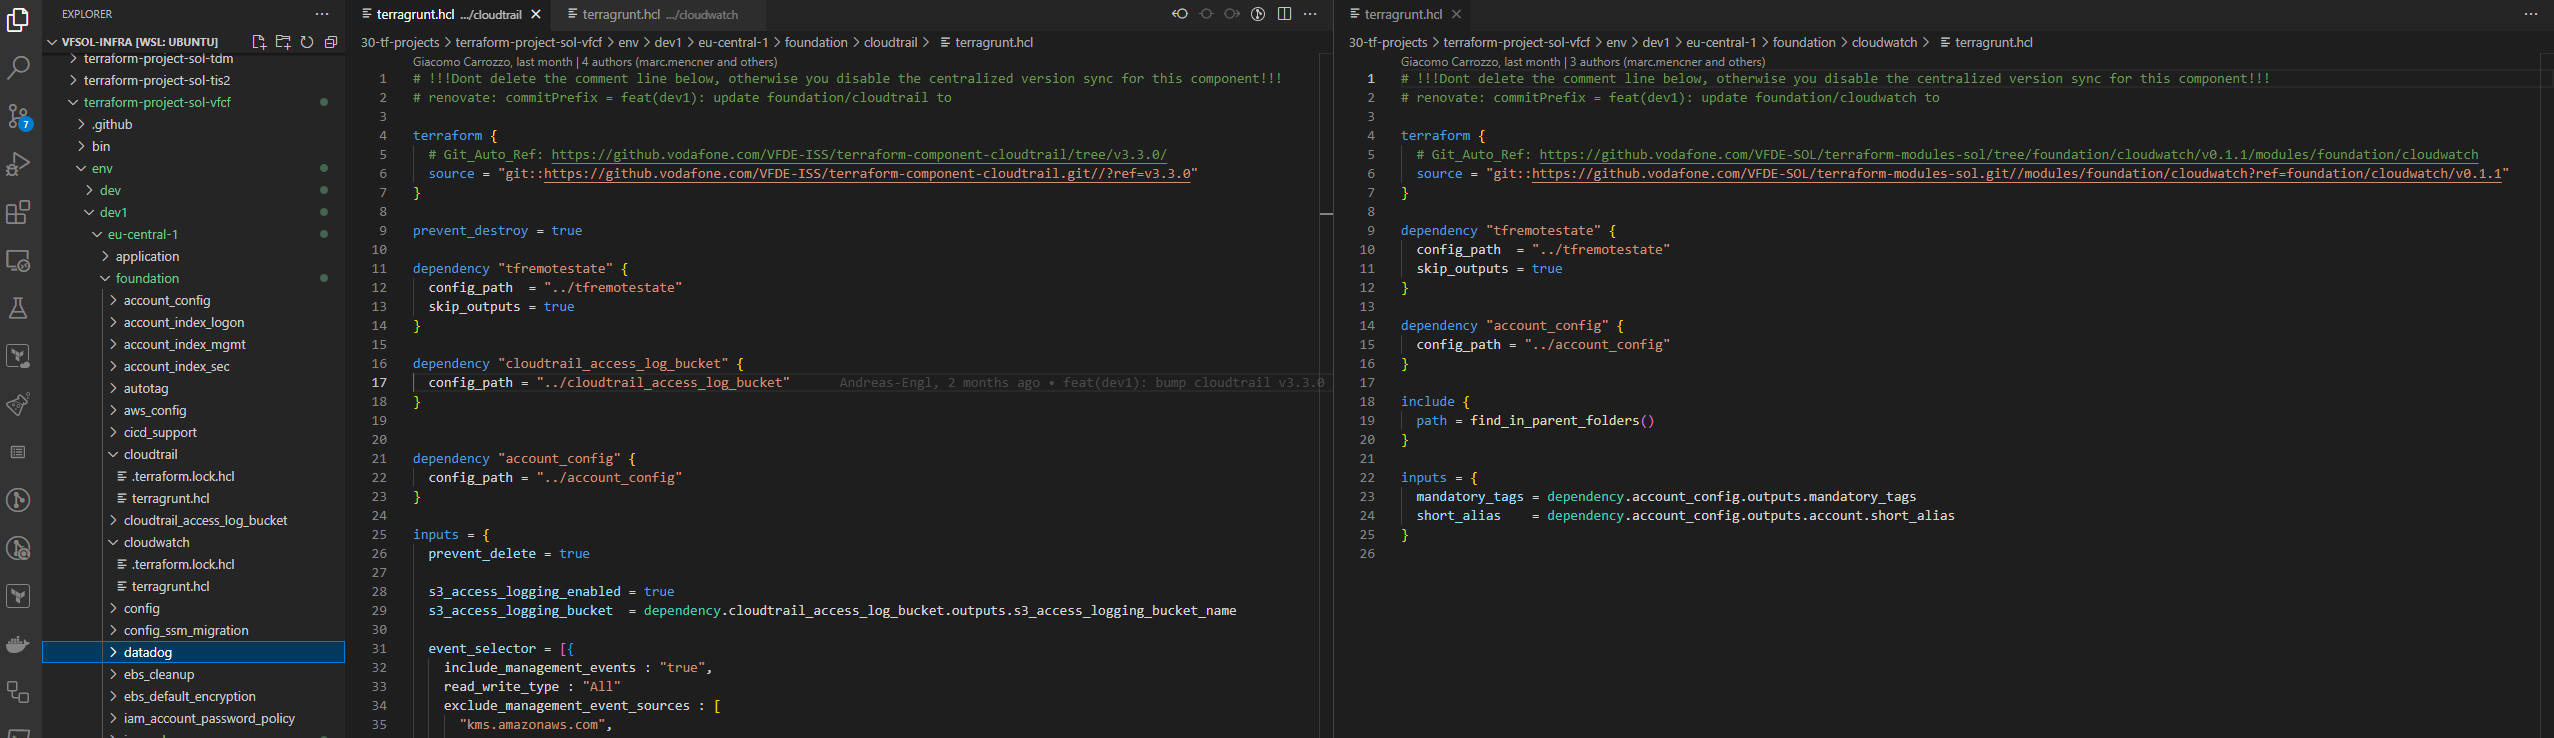 EXPLORER
VFSOL-INFRA [WSL: UBUNTU]
terraform-project-sol-tdm
terraform-project-sol-tis2
terraform-project-sol-vfcf
.github
bin
env
dev
dev1
eu-central-1
application
foundation
account_config
account_index_logon
account_index_mgmt
account_index_sec
autotag
aws_config
cicd_support
cloudtrail
.terraform.lock.hcl
terragrunt.hcl
cloudtrail_access_log_bucket
cloudwatch
.terraform.lock.hcl
terragrunt.hcl
config
config_ssm_migration
datadog
ebs_cleanup
ebs_default_encryption
iam_account_password_policy
7
terragrunt.hcl .../cloudtrail
terragrunt.hcl .../cloudwatch
30-tf-projects > terraform-project-sol-vfcf > env > dev1 > eu-central-1 > foundation > cloudtrail > terragrunt.hcl
Giacomo Carrozzo, last month | 4 authors (marc.mencner and others)
1 # !!!Dont delete the comment line below, otherwise you disable the centralized version sync for this component!!!
2 # renovate: commitPrefix = feat(dev1): update foundation/cloudtrail to
3
4 terraform {
5 # Git_Auto_Ref: https://github.vodafone.com/VFDE-ISS/terraform-component-cloudtrail/tree/v3.3.0/
6 source = "git::https://github.vodafone.com/VFDE-ISS/terraform-component-cloudtrail.git//?ref=v3.3.0"
7 }
8
9 prevent_destroy = true
10
11 dependency "tfremotestate" {
12 config_path = "../tfremotestate"
13 skip_outputs = true
14 }
15
16 dependency "cloudtrail_access_log_bucket" {
17 config_path = "../cloudtrail_access_log_bucket" Andreas-Engl, 2 months ago • feat(dev1): bump cloudtrail v3.3.0
18 }
19
20
21 dependency "account_config" {
22 config_path = "../account_config"
23 }
24
25 inputs = {
26 prevent_delete = true
27
28 s3_access_logging_enabled = true
29 s3_access_logging_bucket = dependency.cloudtrail_access_log_bucket.outputs.s3_access_logging_bucket_name
30
31 event_selector = [{
32 include_management_events : "true",
33 read_write_type : "All"
34 exclude_management_event_sources : [
35 "kms.amazonaws.com",
terragrunt.hcl
30-tf-projects > terraform-project-sol-vfcf > env > dev1 > eu-central-1 > foundation > cloudwatch > terragrunt.hcl
Giacomo Carrozzo, last month | 3 authors (marc.mencner and others)
1 # !!!Dont delete the comment line below, otherwise you disable the centralized version sync for this component!!!
2 # renovate: commitPrefix = feat(dev1): update foundation/cloudwatch to
3
4 terraform {
5 # Git_Auto_Ref: https://github.vodafone.com/VFDE-SOL/terraform-modules-sol/tree/foundation/cloudwatch/v0.1.1/modules/foundation/cloudwatch
6 source = "git::https://github.vodafone.com/VFDE-SOL/terraform-modules-sol.git//modules/foundation/cloudwatch?ref=foundation/cloudwatch/v0.1.1"
7 }
8
9 dependency "tfremotestate" {
10 config_path = "../tfremotestate"
11 skip_outputs = true
12 }
13
14 dependency "account_config" {
15 config_path = "../account_config"
16 }
17
18 include {
19 path = find_in_parent_folders()
20 }
21
22 inputs = {
23 mandatory_tags = dependency.account_config.outputs.mandatory_tags
24 short_alias = dependency.account_config.outputs.account.short_alias
25 }
26